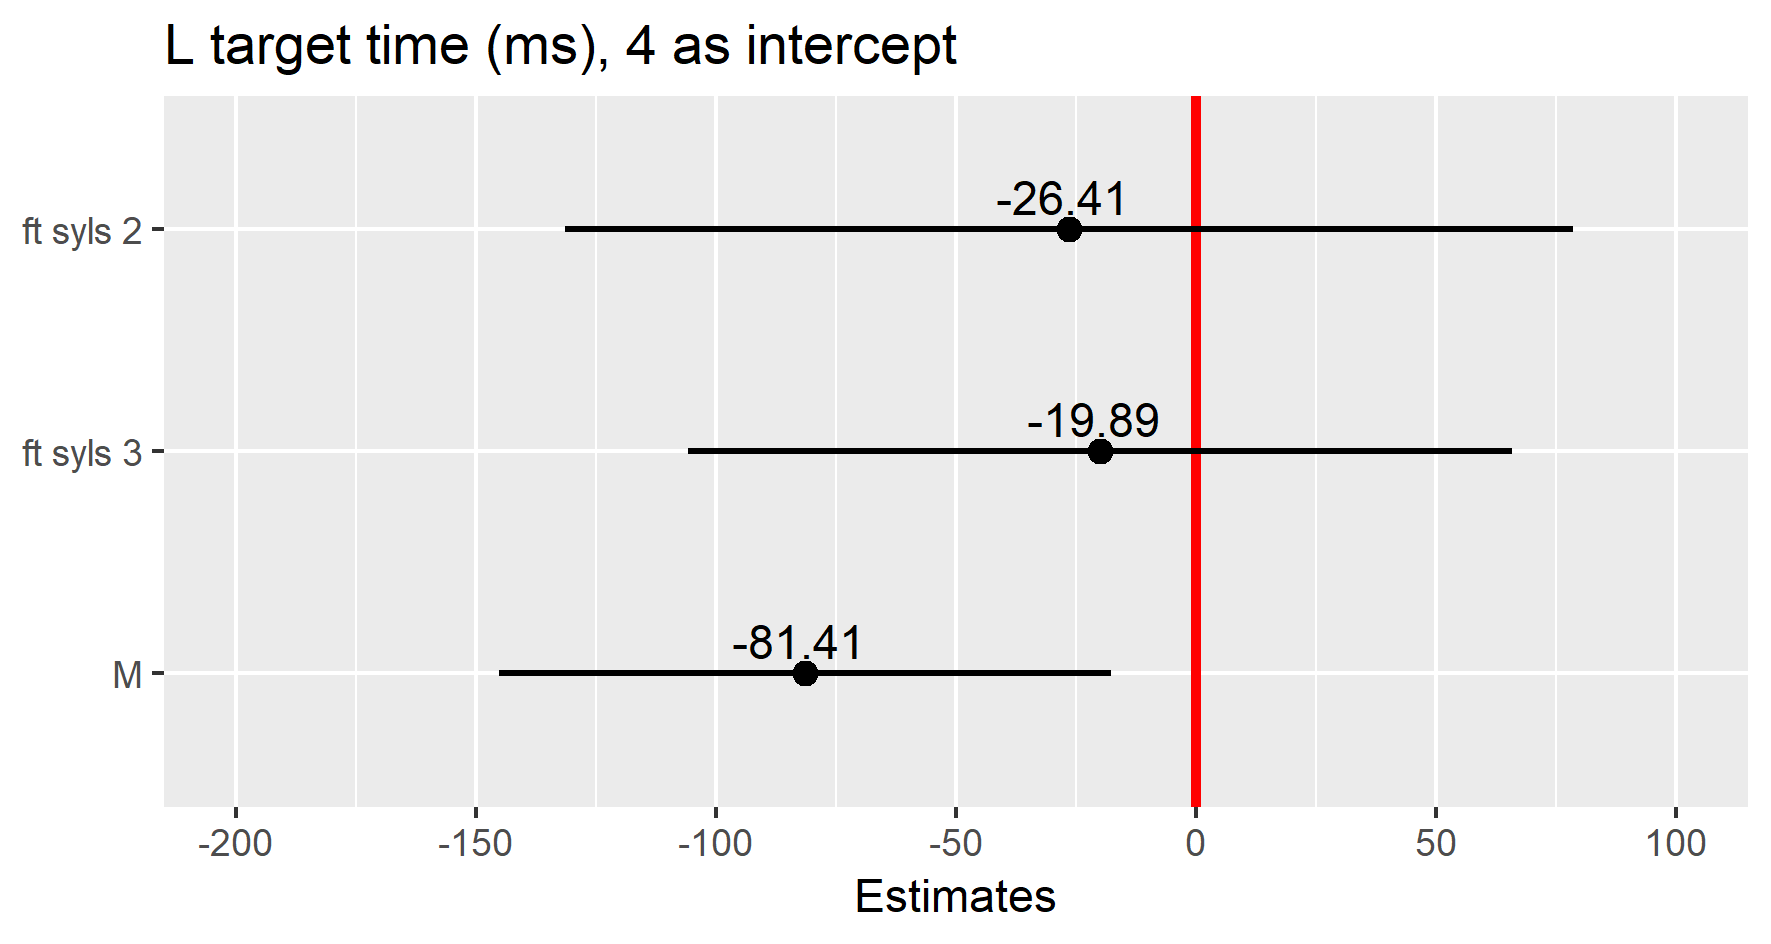 L target time (ms), 4 as intercept
-26.41
ft syls 2
-19.89
ft syls 3
-81.41
M
-200 -150 -100 -50 0 50 100
Estimates